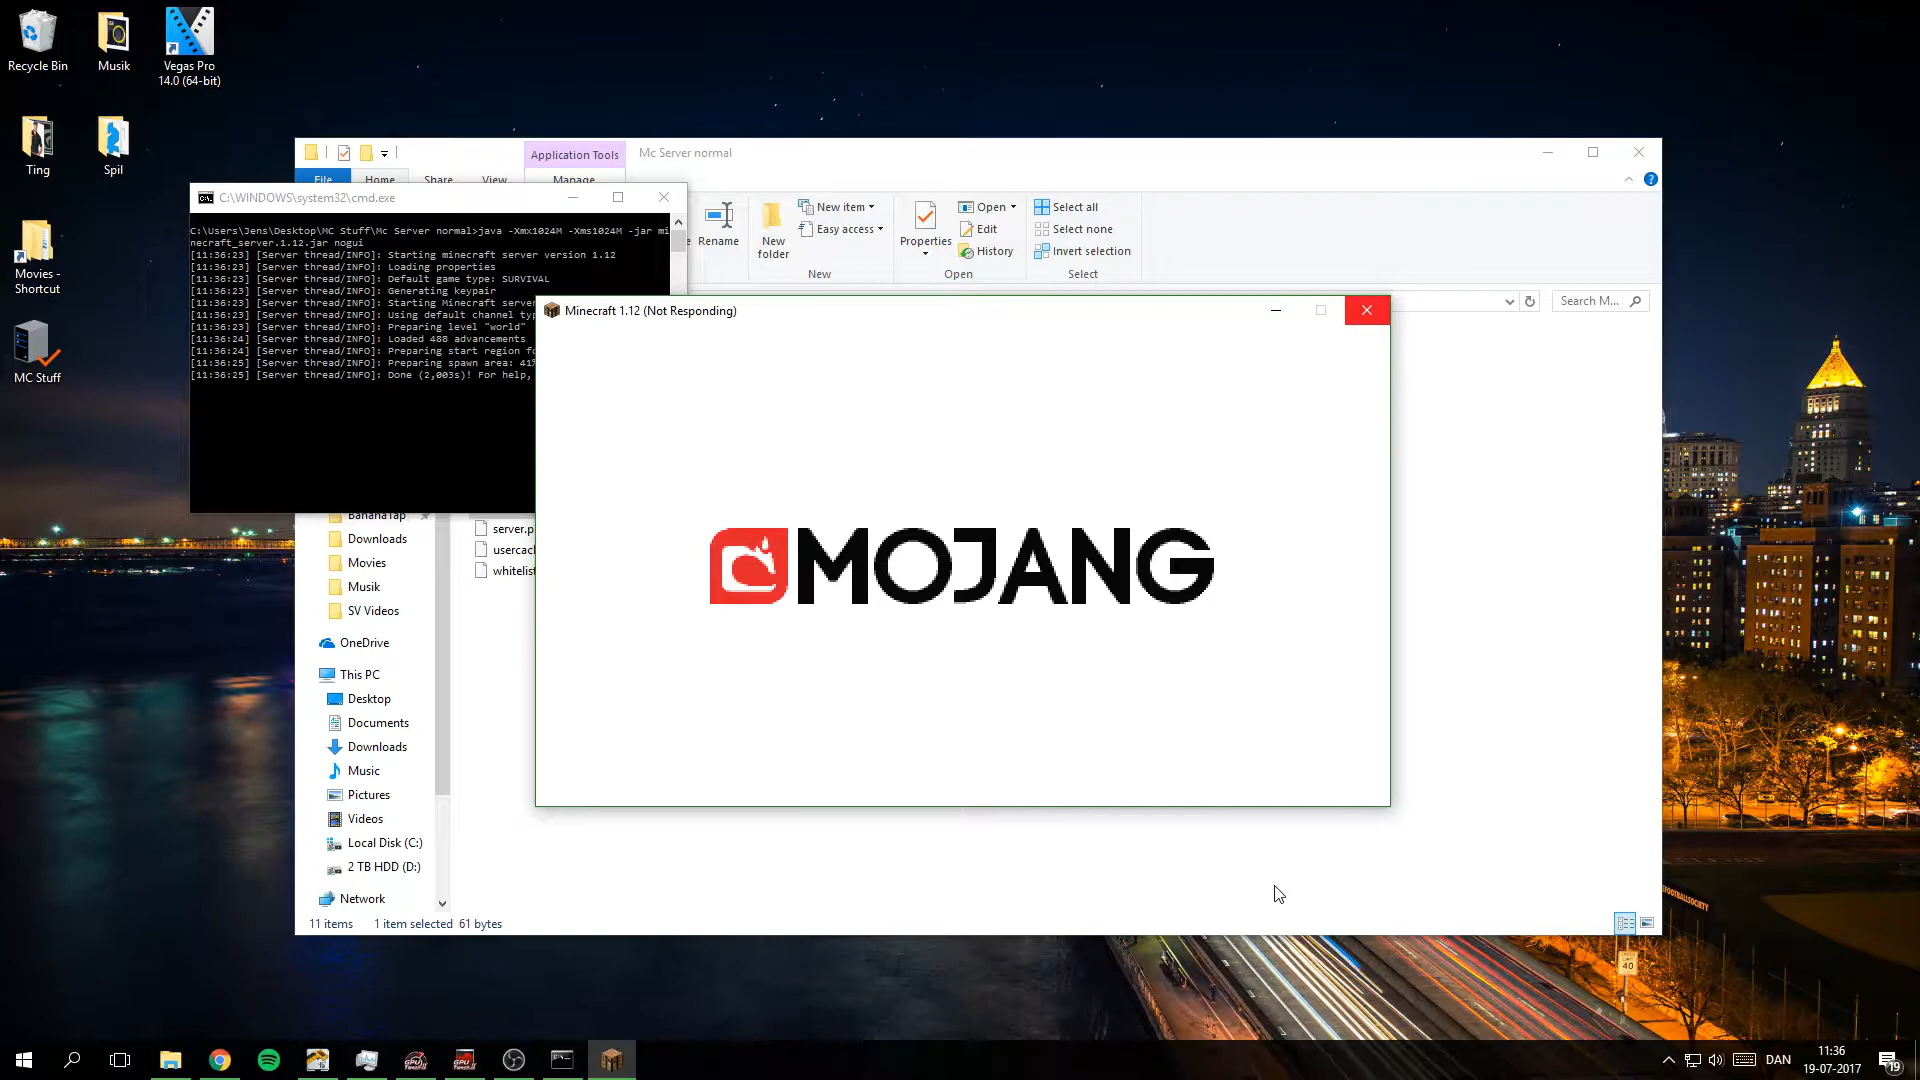 Recycle Bin
Musik
Vegas Pro
14.0 (64-bit)
Ting
Spil
Movies -
Shortcut
MC Stuff
Application Tools
Mc Server normal
File
Home
Share
View
Manage
Rename
New
folder
New item
Easy access
New
Properties
Open
Edit
History
Open
Select all
Select none
Invert selection
Select
Search M...
C:\WINDOWS\system32\cmd.exe
C:\Users\Jens\Desktop\MC Stuff\Mc Server normal>java -Xmx1024M -Xms1024M -jar mi
necraft_server.1.12.jar nogui
[11:36:23] [Server thread/INFO]: Starting minecraft server version 1.12
[11:36:23] [Server thread/INFO]: Loading properties
[11:36:23] [Server thread/INFO]: Default game type: SURVIVAL
[11:36:23] [Server thread/INFO]: Generating keypair
[11:36:23] [Server thread/INFO]: Starting Minecraft serve
[11:36:23] [Server thread/INFO]: Using default channel ty
[11:36:23] [Server thread/INFO]: Preparing level "world"
[11:36:24] [Server thread/INFO]: Loaded 488 advancements
[11:36:24] [Server thread/INFO]: Preparing start region fo
[11:36:25] [Server thread/INFO]: Preparing spawn area: 41%
[11:36:25] [Server thread/INFO]: Done (2,003s)! For help,
Minecraft 1.12 (Not Responding)
MOJANG
BananaTap
Downloads
Movies
Musik
SV Videos
OneDrive
This PC
Desktop
Documents
Downloads
Music
Pictures
Videos
Local Disk (C:)
2 TB HDD (D:)
Network
server.p
usercac
whitelist
11 items
1 item selected
61 bytes
40
DAN
11:36
19-07-2017
19